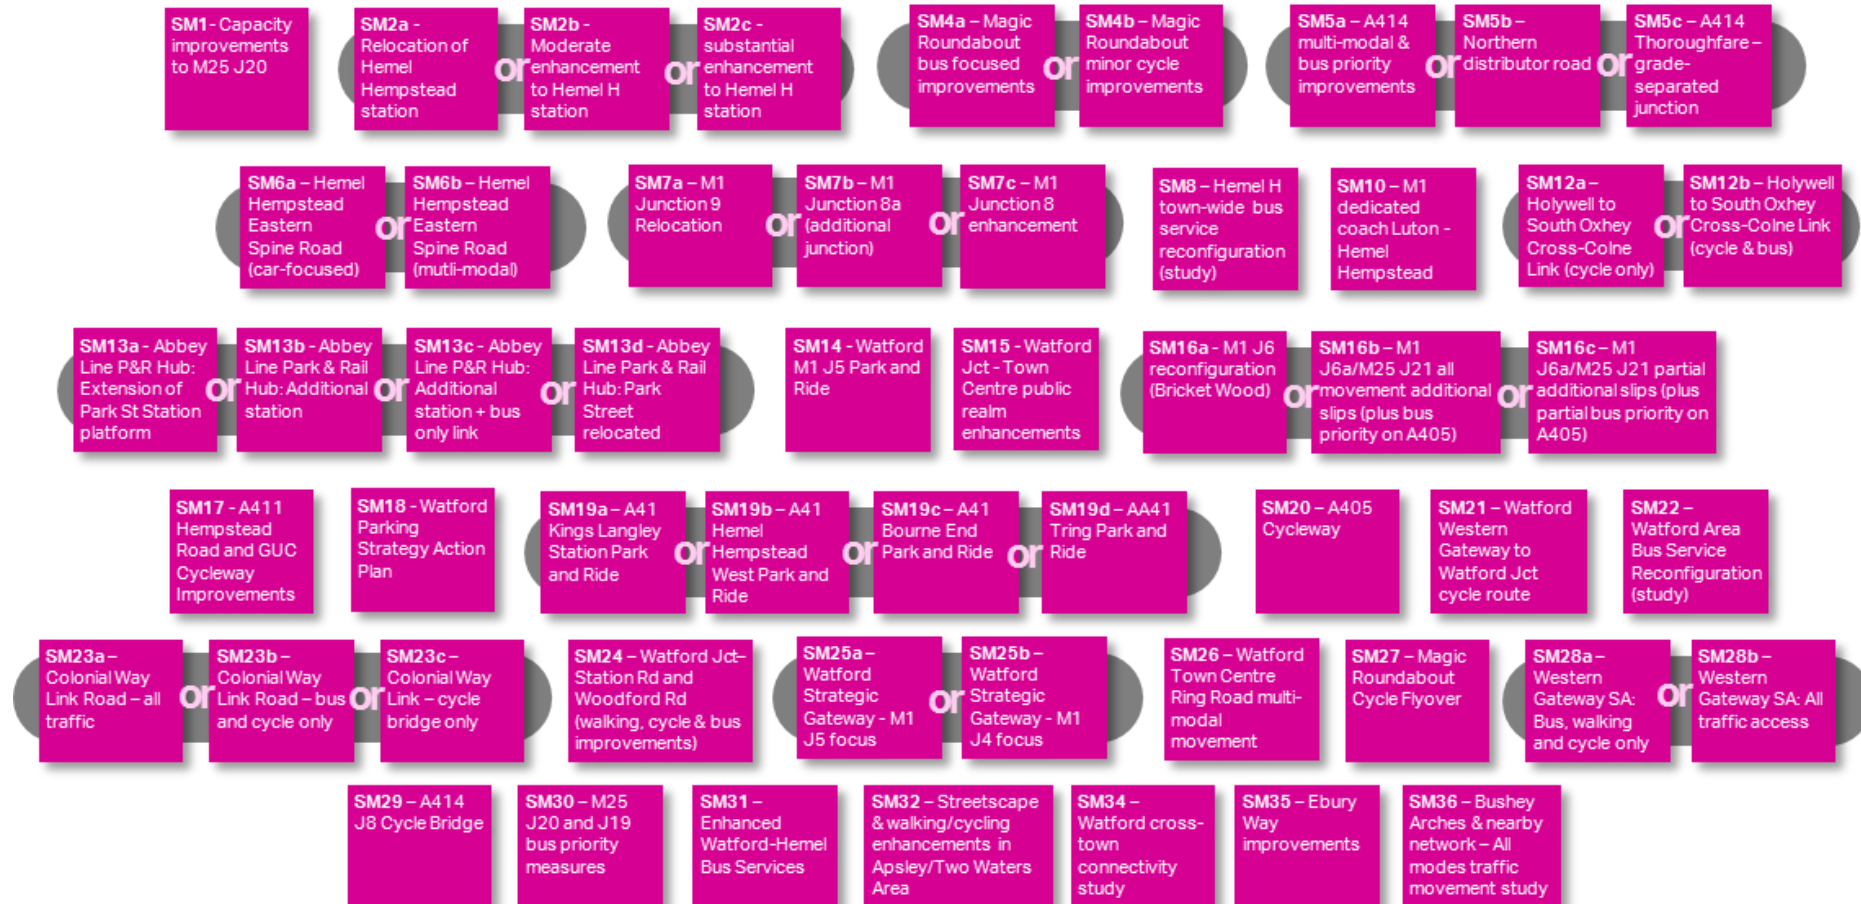 SM1 - Capacity
improvements
to M25 J20
SM2a -
Relocation of
Hemel
Hempstead
station
or
SM2b -
Moderate
enhancement
to Hemel H
station
or
SM2c -
substantial
enhancement
to Hemel H
station
SM4a – Magic
Roundabout
bus focused
improvements
or
SM4b – Magic
Roundabout
minor cycle
improvements
SM5a – A414
multi-modal &
bus priority
improvements
or
SM5b –
Northern
distributor road
or
SM5c – A414
Thoroughfare –
grade-
separated
junction
SM6a – Hemel
Hempstead
Eastern
Spine Road
(car-focused)
or
SM6b – Hemel
Hempstead
Eastern
Spine Road
(mutli-modal)
SM7a – M1
Junction 9
Relocation
or
SM7b – M1
Junction 8a
(additional
junction)
or
SM7c – M1
Junction 8
enhancement
SM8 – Hemel H
town-wide bus
service
reconfiguration
(study)
SM10 – M1
dedicated
coach Luton -
Hemel
Hempstead
SM12a –
Holywell to
South Oxhey
Cross-Colne
Link (cycle only)
or
SM12b – Holywell
to South Oxhey
Cross-Colne Link
(cycle & bus)
SM13a - Abbey
Line P&R Hub:
Extension of
Park St Station
platform
or
SM13b – Abbey
Line Park & Rail
Hub: Additional
station
or
SM13c - Abbey
Line P&R Hub:
Additional
station + bus
only link
or
SM13d - Abbey
Line Park & Rail
Hub: Park
Street
relocated
SM14 - Watford
M1 J5 Park and
Ride
SM15 - Watford
Jct - Town
Centre public
realm
enhancements
SM16a - M1 J6
reconfiguration
(Bricket Wood)
or
SM16b – M1
J6a/M25 J21 all
movement additional
slips (plus bus
priority on A405)
or
SM16c – M1
J6a/M25 J21 partial
additional slips (plus
partial bus priority on
A405)
SM17 - A411
Hempstead
Road and GUC
Cycleway
Improvements
SM18 - Watford
Parking
Strategy Action
Plan
SM19a – A41
Kings Langley
Station Park
and Ride
or
SM19b – A41
Hemel
Hempstead
West Park and
Ride
or
SM19c – A41
Bourne End
Park and Ride
or
SM19d – AA41
Tring Park and
Ride
SM20 – A405
Cycleway
SM21 – Watford
Western
Gateway to
Watford Jct
cycle route
SM22 –
Watford Area
Bus Service
Reconfiguration
(study)
SM23a –
Colonial Way
Link Road – all
traffic
or
SM23b –
Colonial Way
Link Road – bus
and cycle only
or
SM23c –
Colonial Way
Link – cycle
bridge only
SM24 – Watford Jct–
Station Rd and
Woodford Rd
(walking, cycle & bus
improvements)
SM25a –
Watford
Strategic
Gateway - M1
J5 focus
or
SM25b –
Watford
Strategic
Gateway - M1
J4 focus
SM26 – Watford
Town Centre
Ring Road multi-
modal
movement
SM27 – Magic
Roundabout
Cycle Flyover
SM28a –
Western
Gateway SA:
Bus, walking
and cycle only
or
SM28b –
Western
Gateway SA: All
traffic access
SM29 – A414
J8 Cycle Bridge
SM30 – M25
J20 and J19
bus priority
measures
SM31 –
Enhanced
Watford-Hemel
Bus Services
SM32 – Streetscape
& walking/cycling
enhancements in
Apsley/Two Waters
Area
SM34 –
Watford cross-
town
connectivity
study
SM35 – Ebury
Way
improvements
SM36 – Bushey
Arches & nearby
network – All
modes traffic
movement study